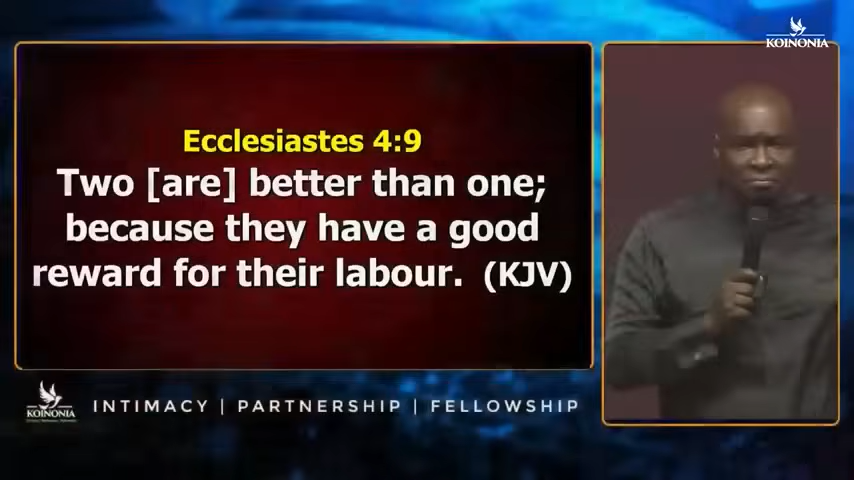 KOINONIA
Ecclesiastes 4:9
Two [are] better than one;
because they have a good
reward for their labour. (KJV)
KOINONIA
INTIMACY | PARTNERSHIP | FELLOWSHIP